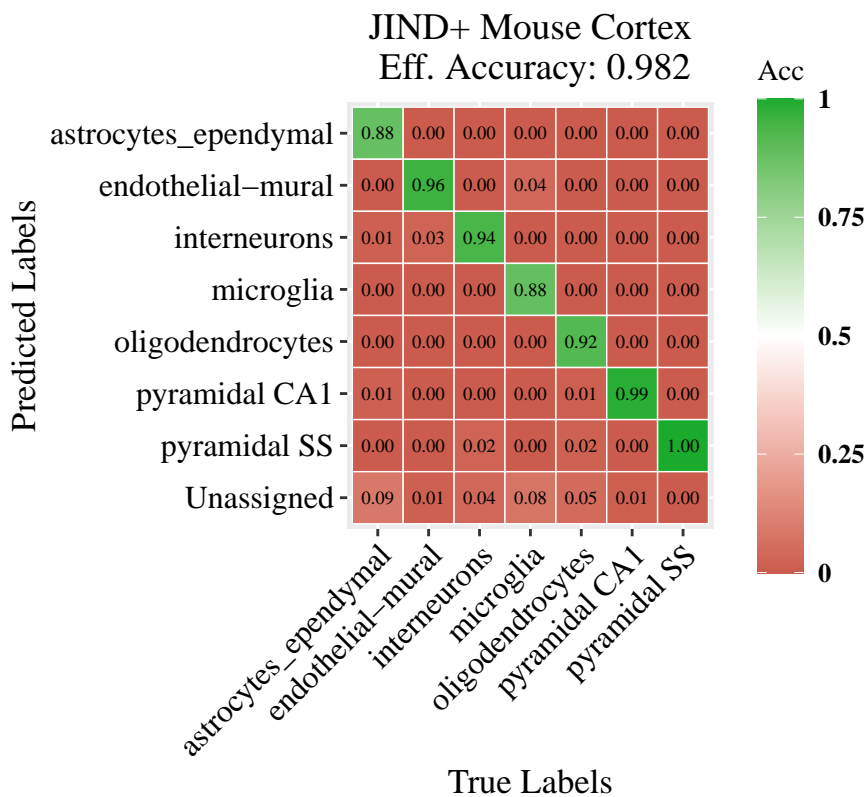 JIND+ Mouse Cortex
Eff. Accuracy: 0.982
Acc
astrocytes_ependymal 0.88 0.00 0.00 0.00 0.00 0.00 0.00
endothelial−mural 0.00 0.96 0.00 0.04 0.00 0.00 0.00
interneurons 0.01 0.03 0.94 0.00 0.00 0.00 0.00
microglia 0.00 0.00 0.00 0.88 0.00 0.00 0.00
oligodendrocytes 0.00 0.00 0.00 0.00 0.92 0.00 0.00
pyramidal CA1 0.01 0.00 0.00 0.00 0.01 0.99 0.00
pyramidal SS 0.00 0.00 0.02 0.00 0.02 0.00 1.00
Unassigned 0.09 0.01 0.04 0.08 0.05 0.01 0.00
Predicted Labels
astrocytes_ependymal
endothelial−mural
interneurons
microglia
oligodendrocytes
pyramidal CA1
pyramidal SS
True Labels
1
0.75
0.5
0.25
0